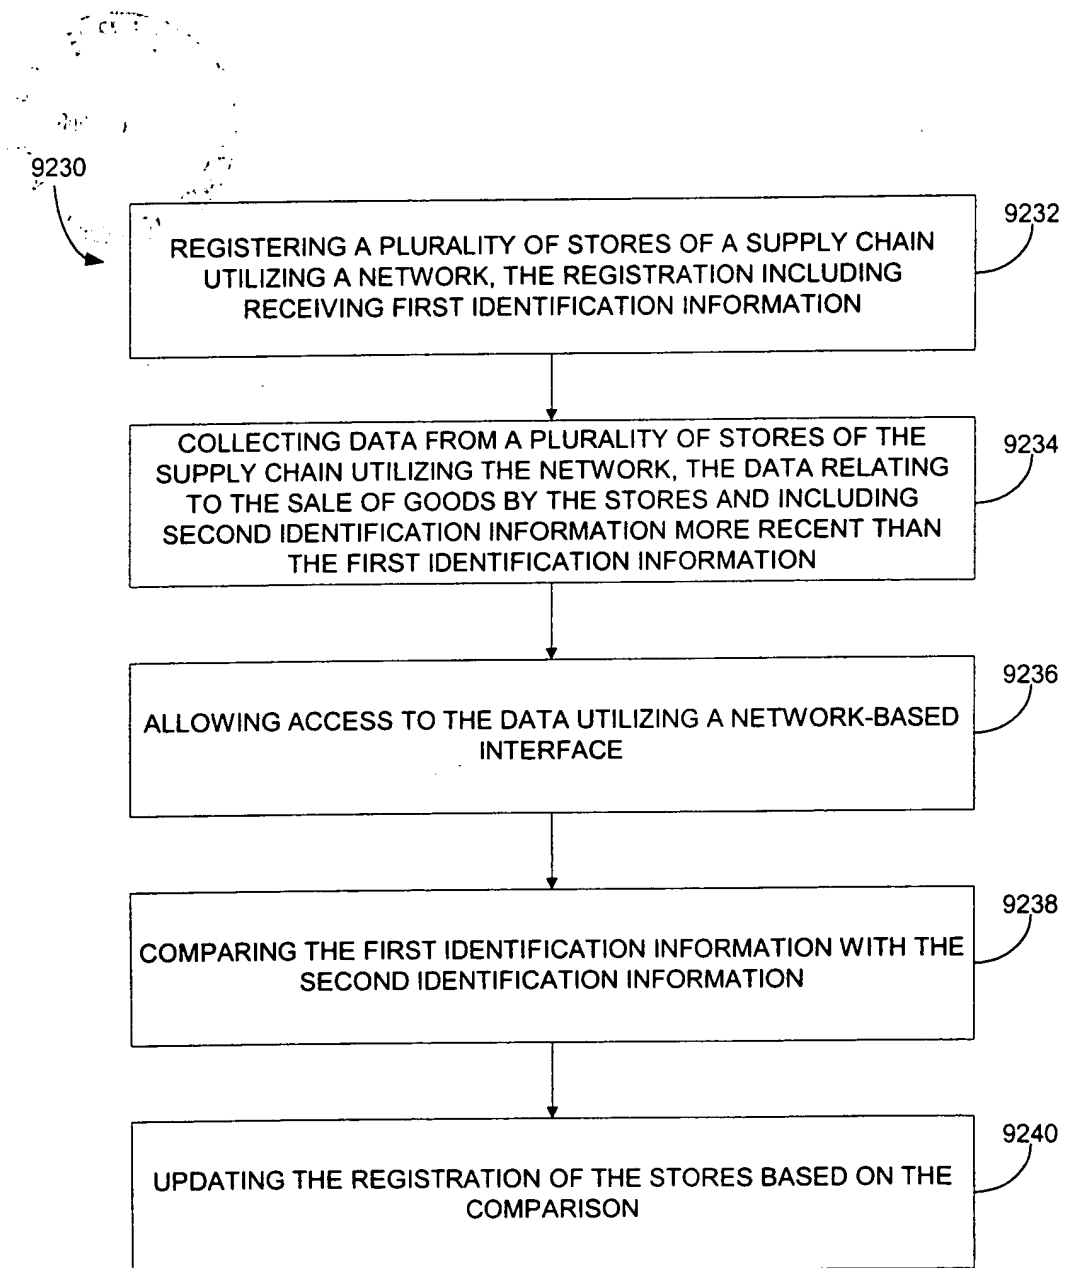 9230
9232
REGISTERING A PLURALITY OF STORES OF A SUPPLY CHAIN
UTILIZING A NETWORK, THE REGISTRATION INCLUDING
RECEIVING FIRST IDENTIFICATION INFORMATION
9234
COLLECTING DATA FROM A PLURALITY OF STORES OF THE
SUPPLY CHAIN UTILIZING THE NETWORK, THE DATA RELATING
TO THE SALE OF GOODS BY THE STORES AND INCLUDING
SECOND IDENTIFICATION INFORMATION MORE RECENT THAN
THE FIRST IDENTIFICATION INFORMATION
9236
ALLOWING ACCESS TO THE DATA UTILIZING A NETWORK-BASED
INTERFACE
9238
COMPARING THE FIRST IDENTIFICATION INFORMATION WITH THE
SECOND IDENTIFICATION INFORMATION
9240
UPDATING THE REGISTRATION OF THE STORES BASED ON THE
COMPARISON